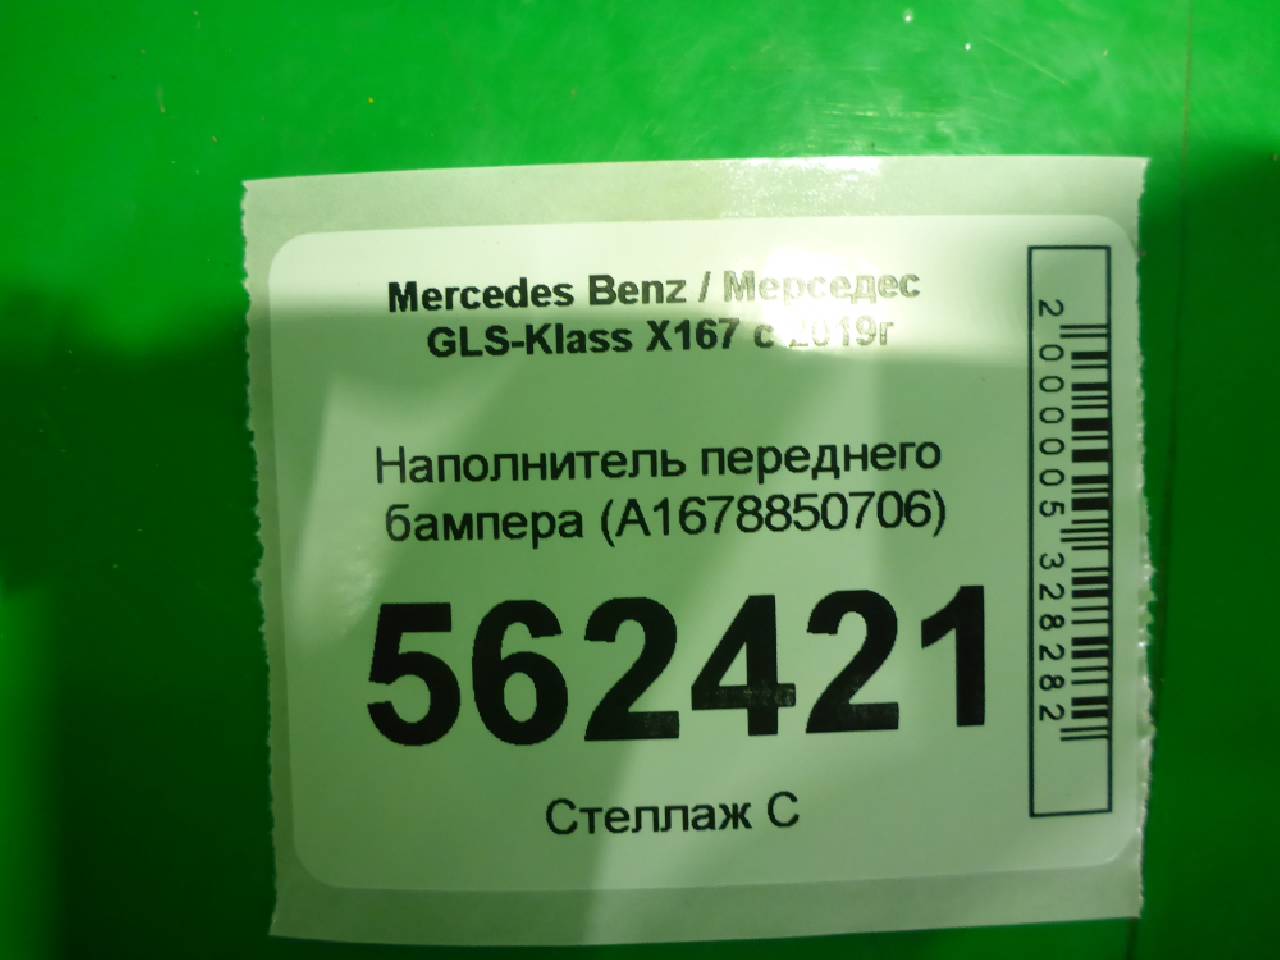 Mercedes Benz / Мерседес
GLS-Klass X167 с 2019г
Наполнитель переднего
бампера (A1678850706)
562421
Стеллаж С
2000005328282